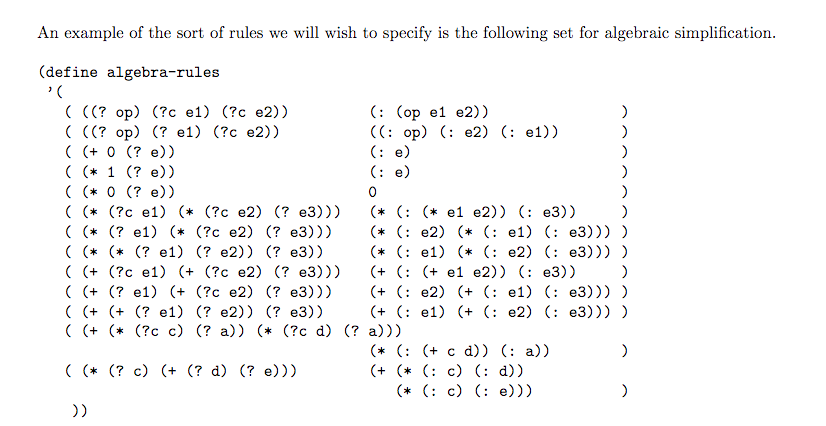 An example of the sort of rules we will wish to specify is the following set for algebraic simplification.
(define algebra-rules
'(
( ((? op) (?c e1) (?c e2)) (: (op e1 e2)) )
( ((? op) (? e1) (?c e2)) ((: op) (: e2) (: e1)) )
( (+ 0 (? e)) (: e) )
( (* 1 (? e)) (: e) )
( (* 0 (? e)) 0 )
( (* (?c e1) (* (?c e2) (? e3))) (* (: (* e1 e2)) (: e3)) )
( (* (? e1) (* (?c e2) (? e3))) (* (: e2) (* (: e1) (: e3))) )
( (* (* (? e1) (? e2)) (? e3)) (* (: e1) (* (: e2) (: e3))) )
( (+ (?c e1) (+ (?c e2) (? e3))) (+ (: (+ e1 e2)) (: e3)) )
( (+ (? e1) (+ (?c e2) (? e3))) (+ (: e2) (+ (: e1) (: e3))) )
( (+ (+ (? e1) (? e2)) (? e3)) (+ (: e1) (+ (: e2) (: e3))) )
( (+ (* (?c c) (? a)) (* (?c d) (? a)))
(* (: (+ c d)) (: a)) )
( (* (? c) (+ (? d) (? e))) (+ (* (: c) (: d))
(* (: c) (: e))) )
))